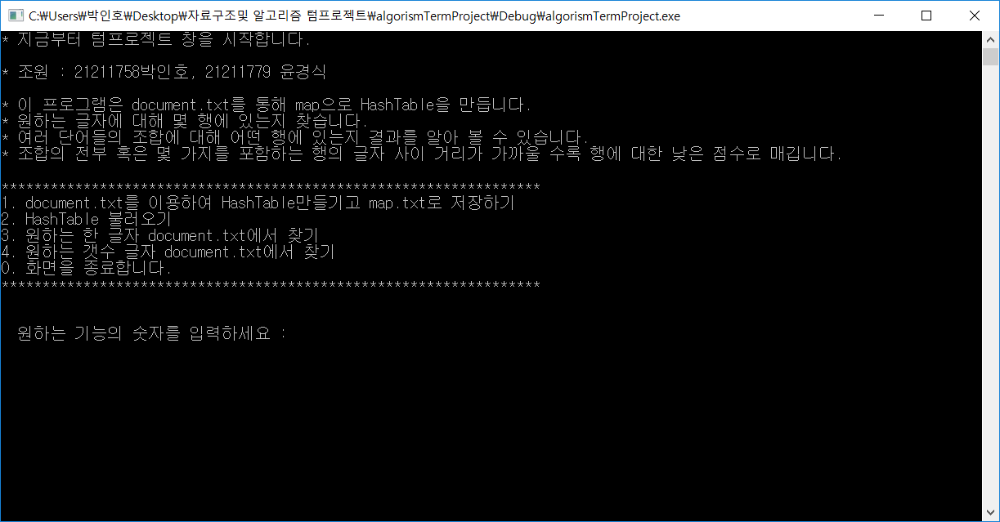 C:₩Users₩박인호₩Desktop₩자료구조및 알고리즘 텀프로젝트₩algorismTermProject₩Debug₩algorismTermProject.exe
* 지금부터 텀프로젝트 창을 시작합니다.
* 조원 : 21211758박인호, 21211779 윤경식
* 이 프로그램은 document.txt를 통해 map으로 HashTable을 만듭니다.
* 원하는 글자에 대해 몇 행에 있는지 찾습니다.
* 여러 단어들의 조합에 대해 어떤 행에 있는지 결과를 알아 볼 수 있습니다.
* 조합의 전부 혹은 몇 가지를 포함하는 행의 글자 사이 거리가 가까울 수록 행에 대한 낮은 점수로 매깁니다.
******************************************************************
1. document.txt를 이용하여 HashTable만들기고 map.txt로 저장하기
2. HashTable 불러오기
3. 원하는 한 글자 document.txt에서 찾기
4. 원하는 갯수 글자 document.txt에서 찾기
0. 화면을 종료합니다.
******************************************************************
원하는 기능의 숫자를 입력하세요 :